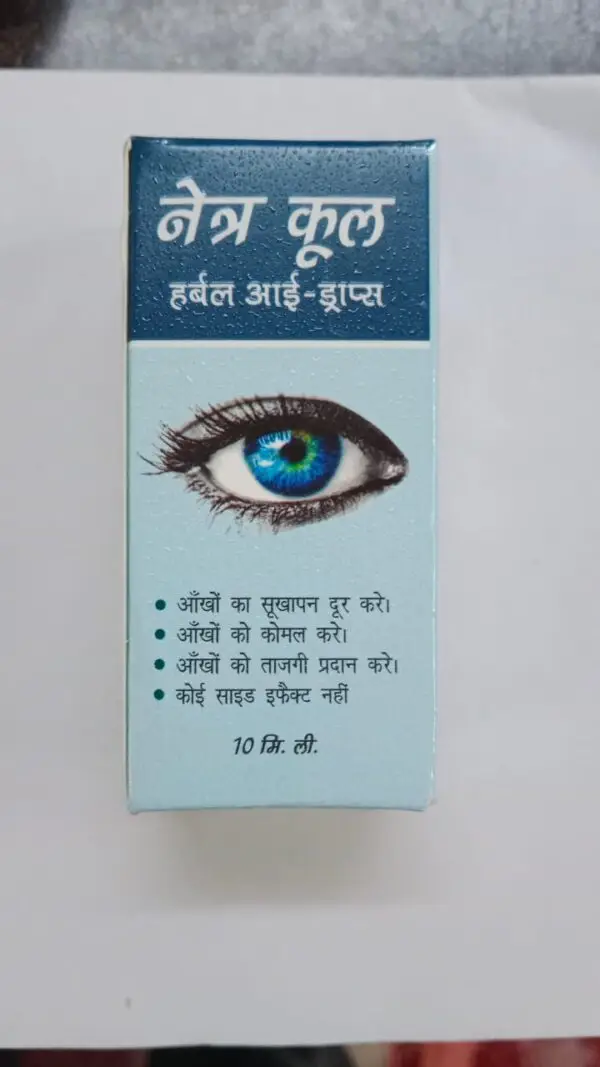 नेत्र कूल
हर्बल आई-ड्राप्स
• आँखों का सूखापन दूर करे।
• आँखों को कोमल करे।
• आँखों को ताजगी प्रदान करे।
• कोई साइड इफैक्ट नहीं
10 मि. ली.